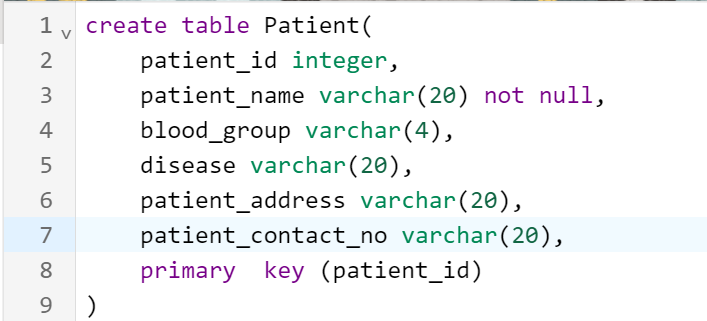 1 create table Patient(
2 patient_id integer,
3 patient_name varchar(20) not null,
4 blood_group varchar(4),
5 disease varchar(20),
6 patient_address varchar(20),
7 patient_contact_no varchar(20),
8 primary  key (patient_id)
9 )